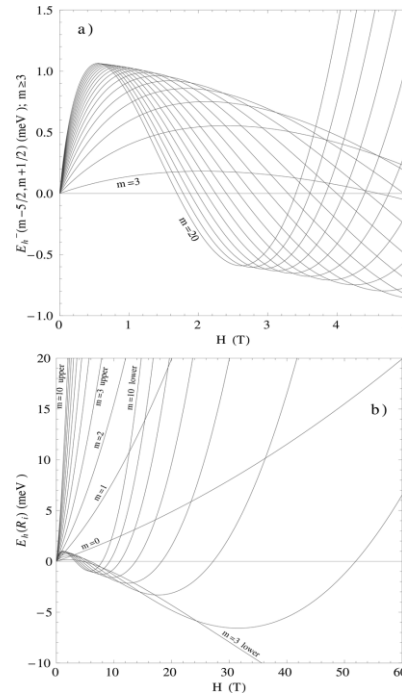 a)
E_h^-(m−5/2, m+1/2) (meV); m≥3
1.0
0.5
0.0
−0.5
−1.0
m=3
m=20
0 1 2 3 4
H (T)
b)
E_h(R_i) (meV)
20
15
10
5
0
−5
−10
m=10 upper
m=3 upper
m=2
m=1
m=0
m=10 lower
m=3 lower
0 10 20 30 40 50 60
H (T)